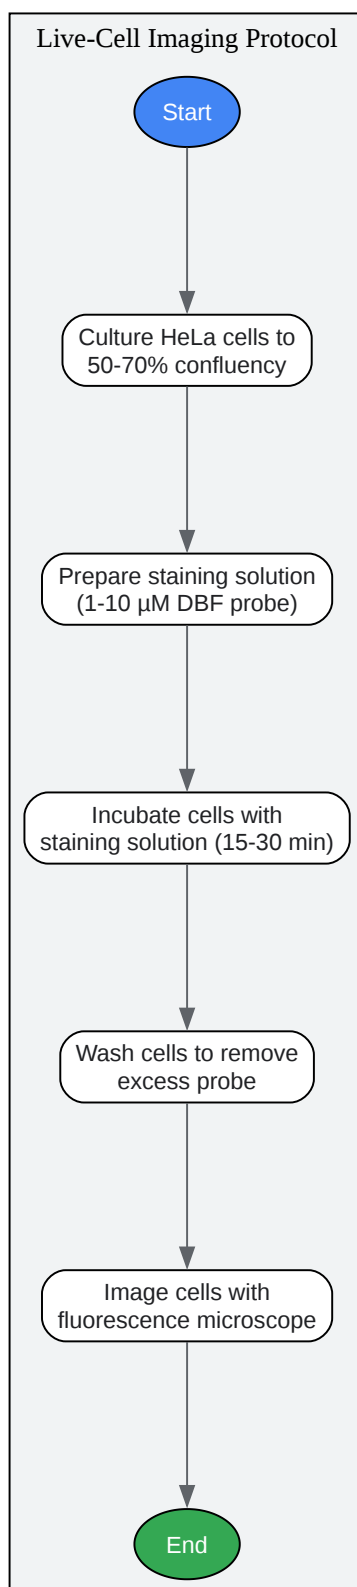 Live-Cell Imaging Protocol
Start
Culture HeLa cells to
50-70% confluency
Prepare staining solution
(1-10 µM DBF probe)
Incubate cells with
staining solution (15-30 min)
Wash cells to remove
excess probe
Image cells with
fluorescence microscope
End